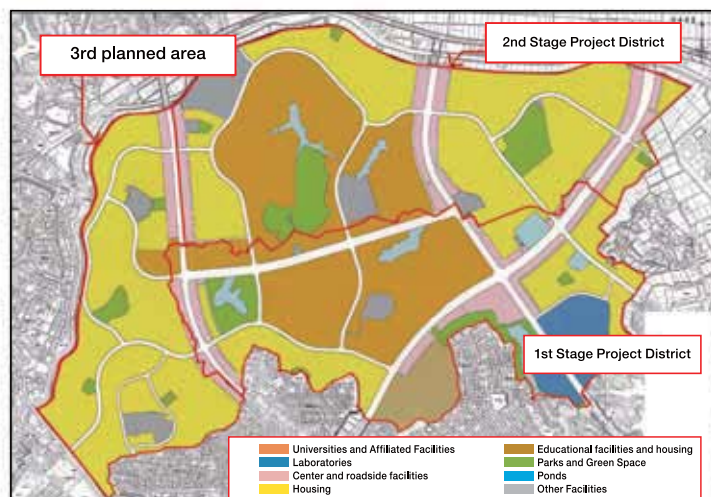 3rd planned area
2nd Stage Project District
1st Stage Project District
Universities and Affiliated Facilities
Laboratories
Center and roadside facilities
Housing
Educational facilities and housing
Parks and Green Space
Ponds
Other Facilities